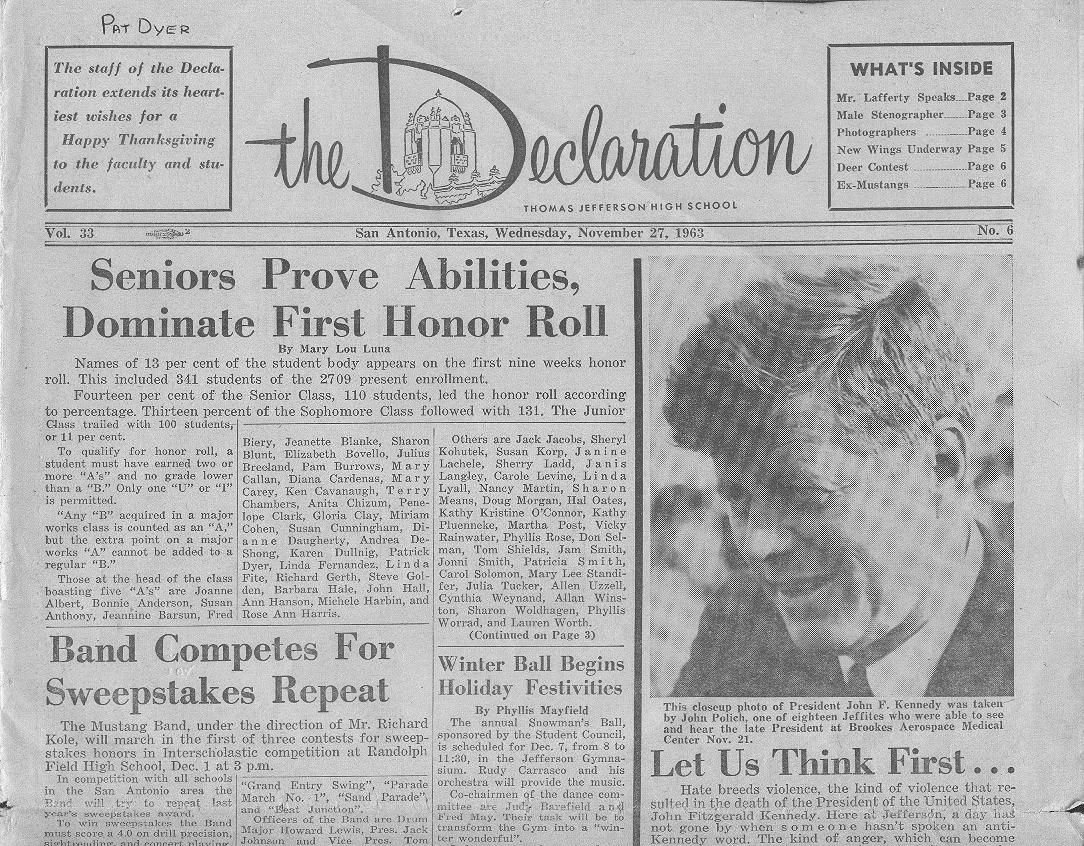 PAT DYER
The staff of the Decla-
ration extends its heart-
iest wishes for a
Happy Thanksgiving
to the faculty and stu-
dents.
the Declaration
THOMAS JEFFERSON HIGH SCHOOL
WHAT'S INSIDE
Mr. Lafferty Speaks....Page 2
Male Stenographer........Page 3
Photographers ............Page 4
New Wings Underway Page 5
Deer Contest ..............Page 6
Ex-Mustangs ..............Page 6
Vol. 33
San Antonio, Texas, Wednesday, November 27, 1963
No. 6
Seniors Prove Abilities,
Dominate First Honor Roll
By Mary Lou Luna
Names of 13 per cent of the student body appears on the first nine weeks honor
roll. This included 341 students of the 2709 present enrollment.
Fourteen per cent of the Senior Class, 110 students, led the honor roll according
to percentage. Thirteen percent of the Sophomore Class followed with 131. The Junior
Class trailed with 100 students,
or 11 per cent.
To qualify for honor roll, a
student must have earned two or
more "A's" and no grade lower
than a "B." Only one "U" or "I"
is permitted.
"Any "B" acquired in a major
works class is counted as an "A,"
but the extra point on a major
works "A" cannot be added to a
regular "B."
Those at the head of the class
boasting five "A's" are Joanne
Albert, Bonnie Anderson, Susan
Anthony, Jeannine Barsun, Fred
Biery, Jeanette Blanke, Sharon
Blunt, Elizabeth Bovello, Julius
Breeland, Pam Burrows, Mary
Callan, Diana Cardenas, Mary
Carey, Ken Cavanaugh, Terry
Chambers, Anita Chizum, Pene-
lope Clark, Gloria Clay, Miriam
Cohen, Susan Cunningham, Di-
anne Daugherty, Andrea De-
Shong, Karen Dullnig, Patrick
Dyer, Linda Fernandez, Linda
Fite, Richard Gerth, Steve Gol-
den, Barbara Hale, John Hall,
Ann Hanson, Michele Harbin, and
Rose Ann Harris.
Others are Jack Jacobs, Sheryl
Kohutek, Susan Korp, Janine
Lachele, Sherry Ladd, Janis
Langley, Carole Levine, Linda
Lyall, Nancy Martin, Sharon
Means, Doug Morgan, Hal Oates,
Kathy Kristine O'Connor, Kathy
Pluenneke, Martha Post, Vicky
Rainwater, Phyllis Rose, Don Sel-
man, Tom Shields, Jam Smith,
Jonni Smith, Patricia Smith,
Carol Solomon, Mary Lee Standi-
fer, Julia Tucker, Allen Uzzell,
Cynthia Weynand, Allan Wins-
ton, Sharon Woldhagen, Phyllis
Worrad, and Lauren Worth.
(Continued on Page 3)
Band Competes For
Sweepstakes Repeat
The Mustang Band, under the direction of Mr. Richard
Kole, will march in the first of three contests for sweep-
stakes honors in Interscholastic competition at Randolph
Field High School, Dec. 1 at 3 p.m.
In competition with all schools
in the San Antonio area the
Band will try to repeat last
year's sweepstakes award.
To win sweepstakes the Band
must score a 4.0 on drill precision,
sightreading, and concert playing
"Grand Entry Swing", "Parade
March No. 1", "Sand Parade",
and "Beat Junction".
Officers of the Band are Drum
Major Howard Lewis, Pres. Jack
Johnson and Vice Pres. Tom
Winter Ball Begins
Holiday Festivities
By Phyllis Mayfield
The annual Snowman's Ball,
sponsored by the Student Council,
is scheduled for Dec. 7, from 8 to
11:30, in the Jefferson Gymna-
sium. Rudy Carrasco and his
orchestra will provide the music.
Co-chairmen of the dance com-
mittee are Judy Barefield and
Fred May. Their task will be to
transform the Gym into a "win-
ter wonderful".
This closeup photo of President John F. Kennedy was taken
by John Polich, one of eighteen Jeffites who were able to see
and hear the late President at Brookes Aerospace Medical
Center Nov. 21.
Let Us Think First...
Hate breeds violence, the kind of violence that re-
sulted in the death of the President of the United States,
John Fitzgerald Kennedy. Here at Jefferson, a day has
not gone by when someone hasn't spoken an anti-
Kennedy word. The kind of anger, which can become